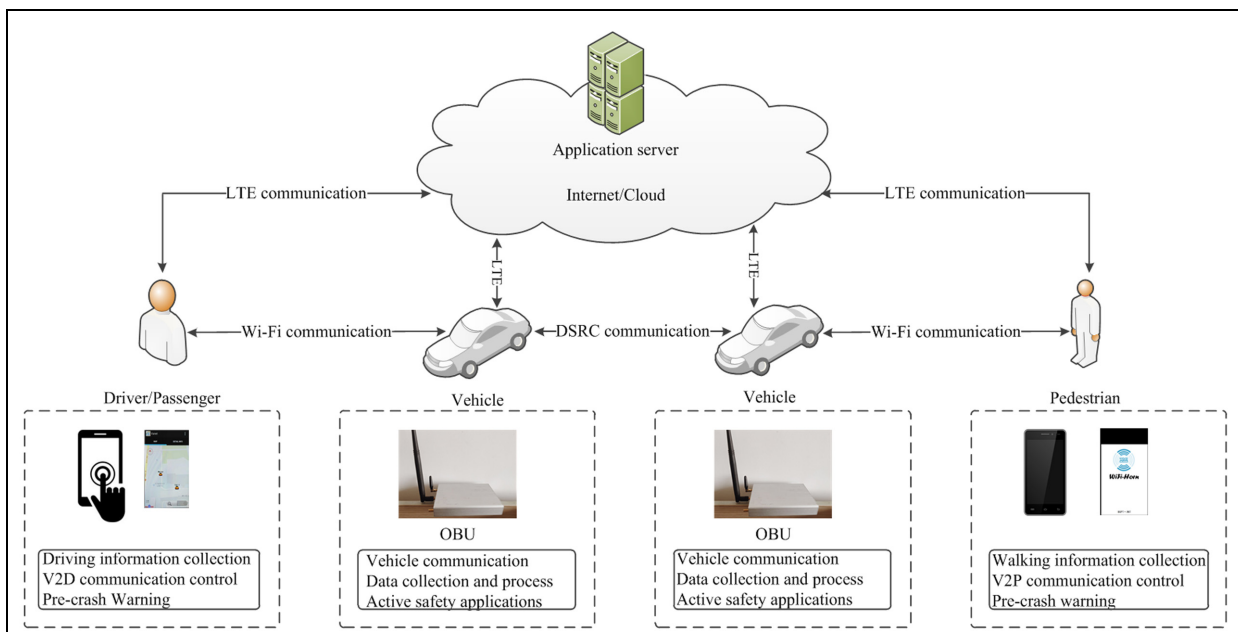 Application server
Internet/Cloud
LTE communication
LTE communication
LTE
LTE
Wi-Fi communication
DSRC communication
Wi-Fi communication
Driver/Passenger
Vehicle
Vehicle
Pedestrian
WiFi-Horn
OBU
OBU
Driving information collection
V2D communication control
Pre-crash Warning
Vehicle communication
Data collection and process
Active safety applications
Vehicle communication
Data collection and process
Active safety applications
Walking information collection
V2P communication control
Pre-crash warning